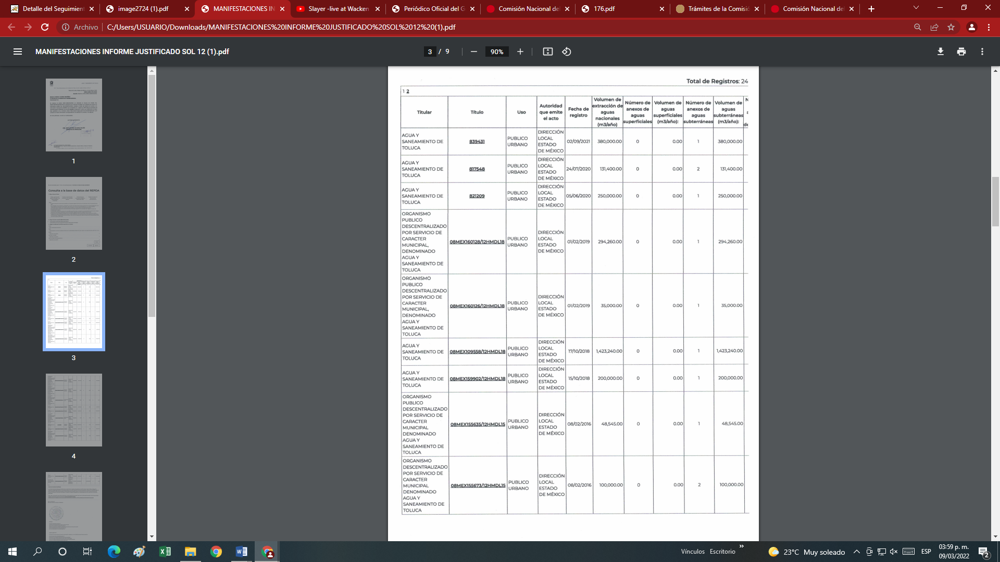 Detalle del Seguimient
image2724 (1).pdf
MANIFESTACIONES IN
Slayer -live at Wacken
Periódico Oficial del G
Comisión Nacional del
176.pdf
Trámites de la Comisió
Comisión Nacional del
Archivo
C:/Users/USUARIO/Downloads/MANIFESTACIONES%20INFORME%20JUSTIFICADO%20SOL%2012%20(1).pdf
MANIFESTACIONES INFORME JUSTIFICADO SOL 12 (1).pdf
3 / 9
90%
1
Consulta a la base de datos del REPDA
2
3
4
Total de Registros: 24
1 2
Titular
Título
Uso
Autoridad que emite el acto
Fecha de registro
Volumen de extracción de aguas nacionales (m3/año)
Número de anexos de aguas superficiales
Volumen de aguas superficiales (m3/año):
Número de anexos de aguas subterráneas
Volumen de aguas subterráneas (m3/año):
AGUA Y SANEAMIENTO DE TOLUCA 839431 PUBLICO URBANO DIRECCIÓN LOCAL ESTADO DE MÉXICO 02/09/2021 380,000.00 0 0.00 1 380,000.00
AGUA Y SANEAMIENTO DE TOLUCA 817548 PUBLICO URBANO DIRECCIÓN LOCAL ESTADO DE MÉXICO 24/07/2020 131,400.00 0 0.00 2 131,400.00
AGUA Y SANEAMIENTO DE TOLUCA 821209 PUBLICO URBANO DIRECCIÓN LOCAL ESTADO DE MÉXICO 05/06/2020 250,000.00 0 0.00 1 250,000.00
ORGANISMO PUBLICO DESCENTRALIZADO POR SERVICIO DE CARACTER MUNICIPAL, DENOMINADO AGUA Y SANEAMIENTO DE TOLUCA 08MEX160128/12HMDL18 PUBLICO URBANO DIRECCIÓN LOCAL ESTADO DE MÉXICO 01/02/2019 294,260.00 0 0.00 1 294,260.00
ORGANISMO PUBLICO DESCENTRALIZADO POR SERVICIO DE CARACTER MUNICIPAL, DENOMINADO AGUA Y SANEAMIENTO DE TOLUCA 08MEX160126/12HMDL18 PUBLICO URBANO DIRECCIÓN LOCAL ESTADO DE MÉXICO 01/02/2019 35,000.00 0 0.00 1 35,000.00
AGUA Y SANEAMIENTO DE TOLUCA 08MEX109558/12HMDL18 PUBLICO URBANO DIRECCIÓN LOCAL ESTADO DE MÉXICO 17/10/2018 1,423,240.00 0 0.00 1 1,423,240.00
AGUA Y SANEAMIENTO DE TOLUCA 08MEX159902/12HMDL18 PUBLICO URBANO DIRECCIÓN LOCAL ESTADO DE MÉXICO 15/10/2018 200,000.00 0 0.00 1 200,000.00
ORGANISMO PUBLICO DESCENTRALIZADO POR SERVICIO DE CARACTER MUNICIPAL DENOMINADO AGUA Y SANEAMIENTO DE TOLUCA 08MEX155635/12HMDL15 PUBLICO URBANO DIRECCIÓN LOCAL ESTADO DE MÉXICO 08/02/2016 48,545.00 0 0.00 1 48,545.00
ORGANISMO DESCENTRALIZADO POR SERVICIO DE CARACTER MUNICIPAL DENOMINADO AGUA Y SANEAMIENTO DE TOLUCA 08MEX155673/12HMDL15 PUBLICO URBANO DIRECCIÓN LOCAL ESTADO DE MÉXICO 08/02/2016 100,000.00 0 0.00 2 100,000.00
Vínculos
Escritorio
23°C Muy soleado
ESP
03:59 p. m.
09/03/2022
2